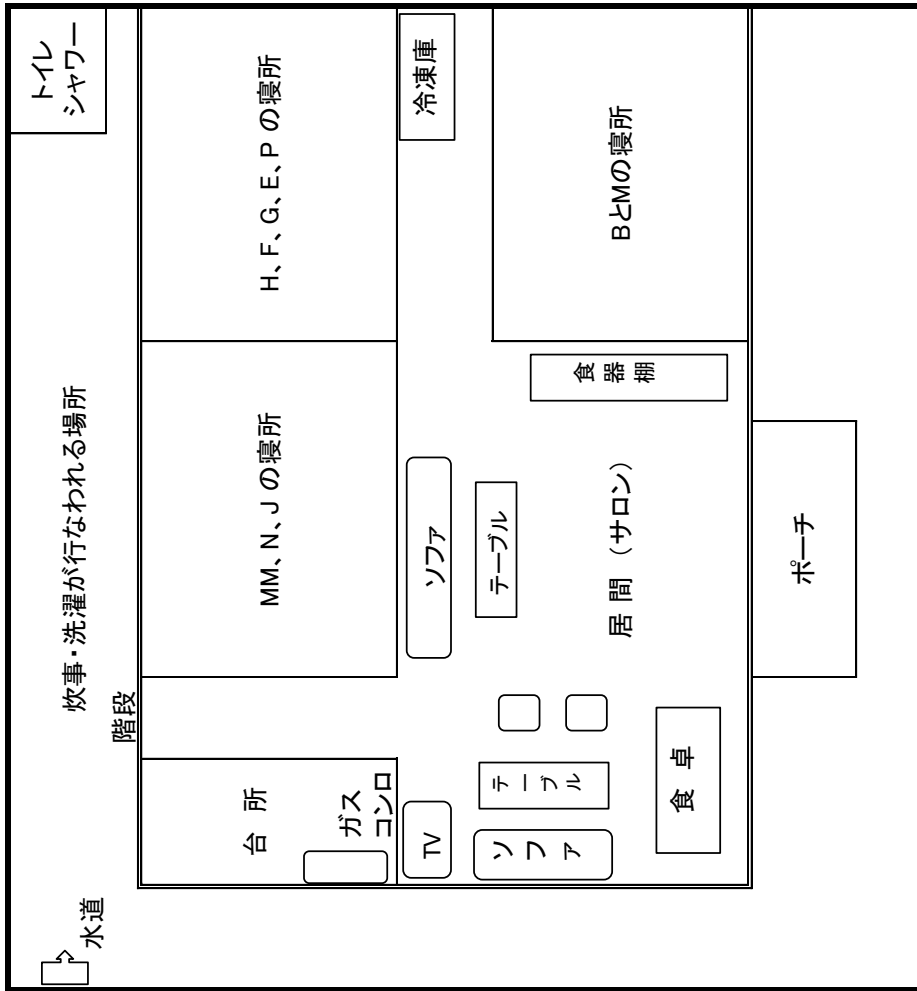 トイレ
シャワー
炊事・洗濯が行なわれる場所
階段
水道
H、F、G、E、Pの寝所
MM、N、Jの寝所
台所
ガス
コンロ
冷凍庫
ソファ
テーブル
TV
テーブル
ソファ
BとMの寝所
食器棚
居間（サロン）
食卓
ポーチ